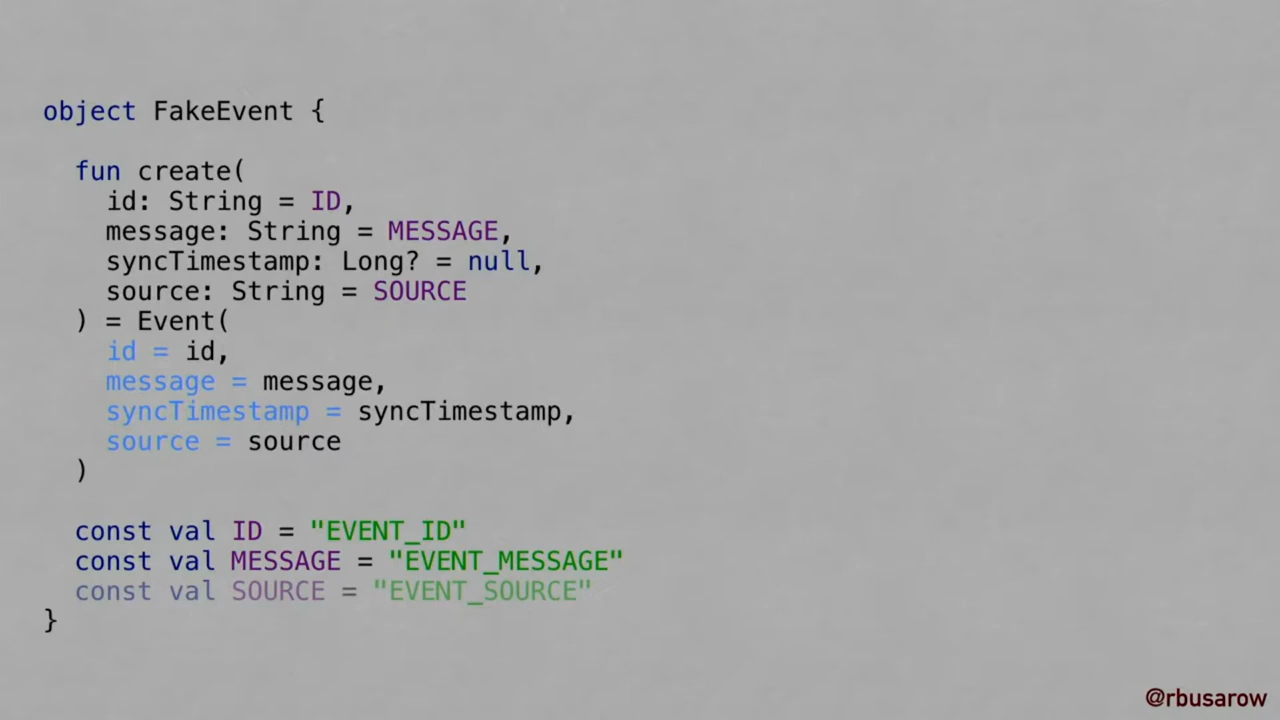 object FakeEvent {
  fun create(
    id: String = ID,
    message: String = MESSAGE,
    syncTimestamp: Long? = null,
    source: String = SOURCE
  ) = Event(
    id = id,
    message = message,
    syncTimestamp = syncTimestamp,
    source = source
  )
  const val ID = "EVENT_ID"
  const val MESSAGE = "EVENT_MESSAGE"
  const val SOURCE = "EVENT_SOURCE"
}
@rbusarow